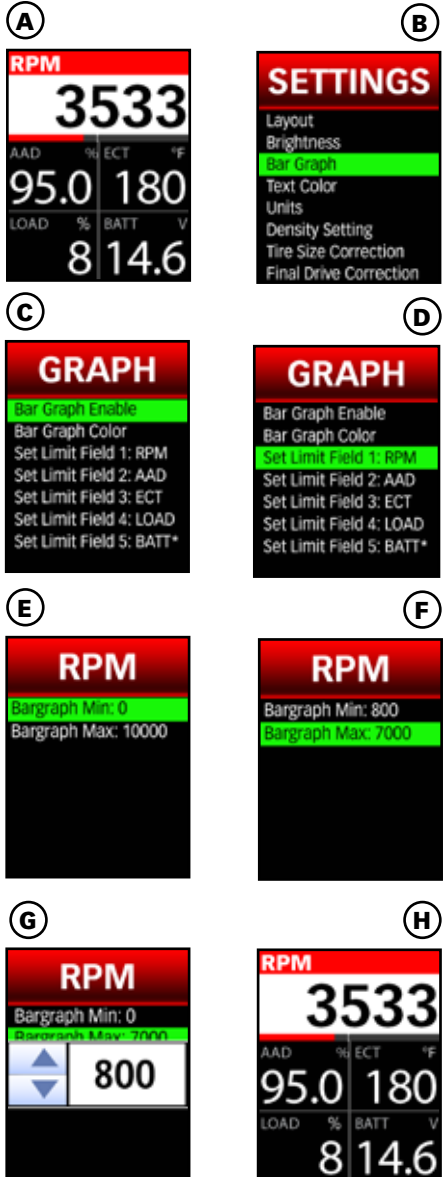 A
RPM
3533
AAD % ECT °F
95.0 180
LOAD % BATT V
8 14.6
B
SETTINGS
Layout
Brightness
Bar Graph
Text Color
Units
Density Setting
Tire Size Correction
Final Drive Correction
C
GRAPH
Bar Graph Enable
Bar Graph Color
Set Limit Field 1: RPM
Set Limit Field 2: AAD
Set Limit Field 3: ECT
Set Limit Field 4: LOAD
Set Limit Field 5: BATT*
D
GRAPH
Bar Graph Enable
Bar Graph Color
Set Limit Field 1: RPM
Set Limit Field 2: AAD
Set Limit Field 3: ECT
Set Limit Field 4: LOAD
Set Limit Field 5: BATT*
E
RPM
Bargraph Min: 0
Bargraph Max: 10000
F
RPM
Bargraph Min: 800
Bargraph Max: 7000
G
RPM
Bargraph Min: 0
Bargraph Max: 7000
800
H
RPM
3533
AAD % ECT °F
95.0 180
LOAD % BATT V
8 14.6